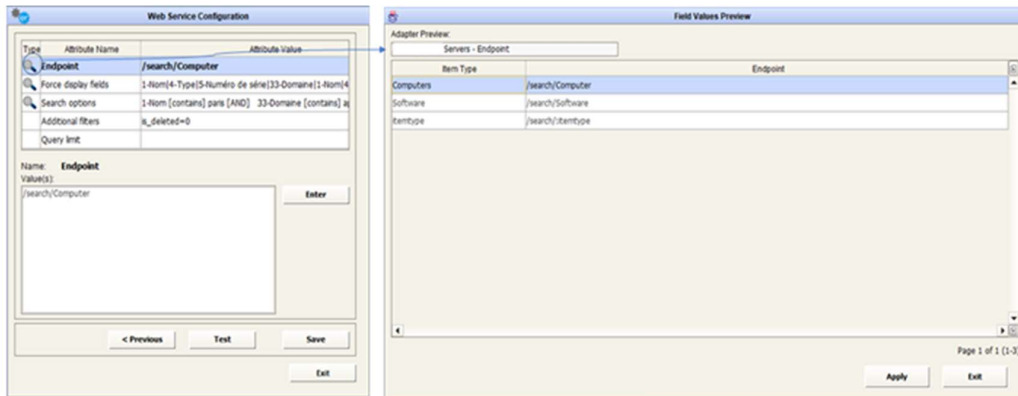 Web Service Configuration
Type Attribute Name Attribute Value
Endpoint /search/Computer
Force display fields 1-Nom|4-Type|5-Numéro de série|33-Domaine|1-Nom|4
Search options 1-Nom [contains] paris [AND] 33-Domaine [contains] ap
Additional filters is_deleted=0
Query limit
Name: Endpoint
Value(s):
/search/Computer
Enter
< Previous Test Save
Exit
Field Values Preview
Adapter Preview:
Servers - Endpoint
Item Type Endpoint
Computers /search/Computer
Software /search/Software
itemtype /search/:itemtype
Page 1 of 1 (1-3)
Apply Exit